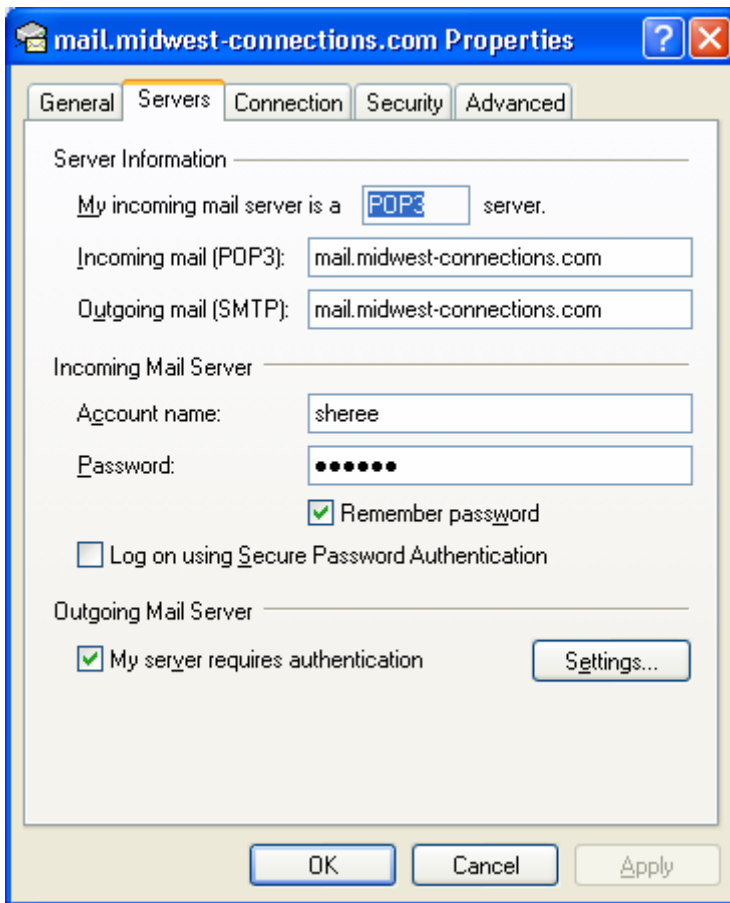 mail.midwest-connections.com Properties
General Servers Connection Security Advanced
Server Information
My incoming mail server is a POP3 server.
Incoming mail (POP3): mail.midwest-connections.com
Outgoing mail (SMTP): mail.midwest-connections.com
Incoming Mail Server
Account name: sheree
Password: ●●●●●●
Remember password
Log on using Secure Password Authentication
Outgoing Mail Server
My server requires authentication Settings...
OK Cancel Apply